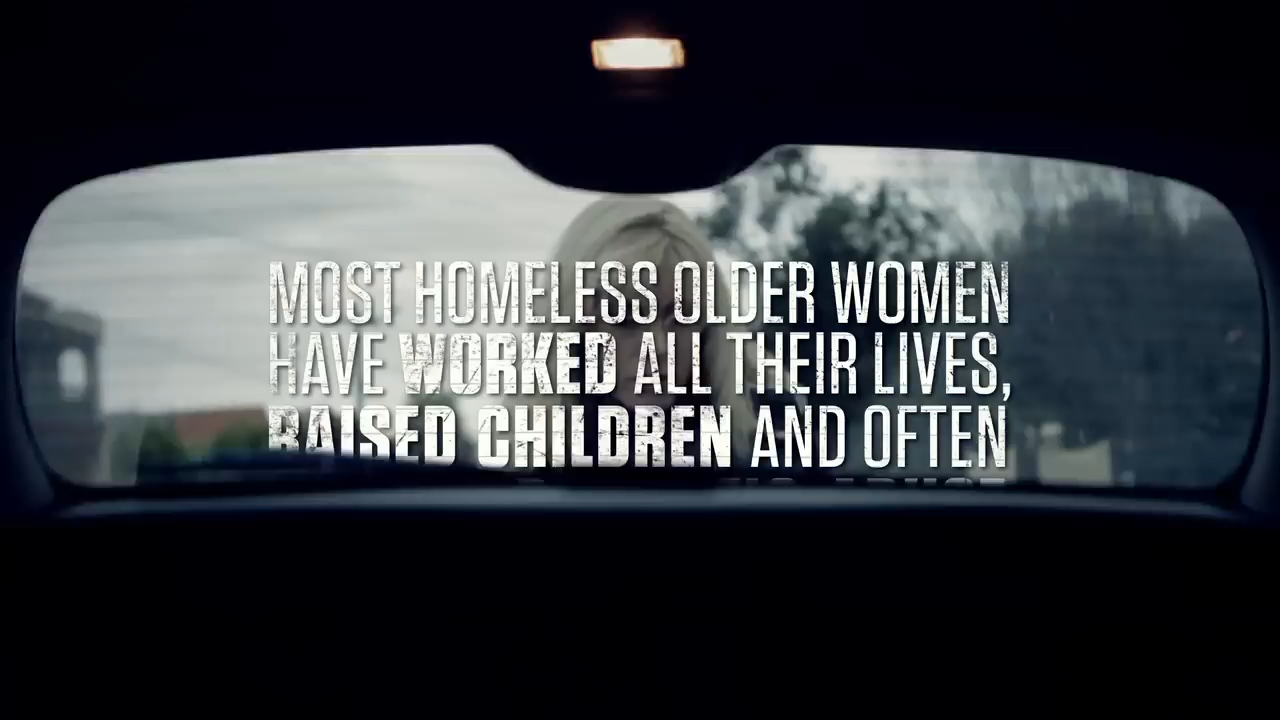 MOST HOMELESS OLDER WOMEN
HAVE WORKED ALL THEIR LIVES,
RAISED CHILDREN AND OFTEN